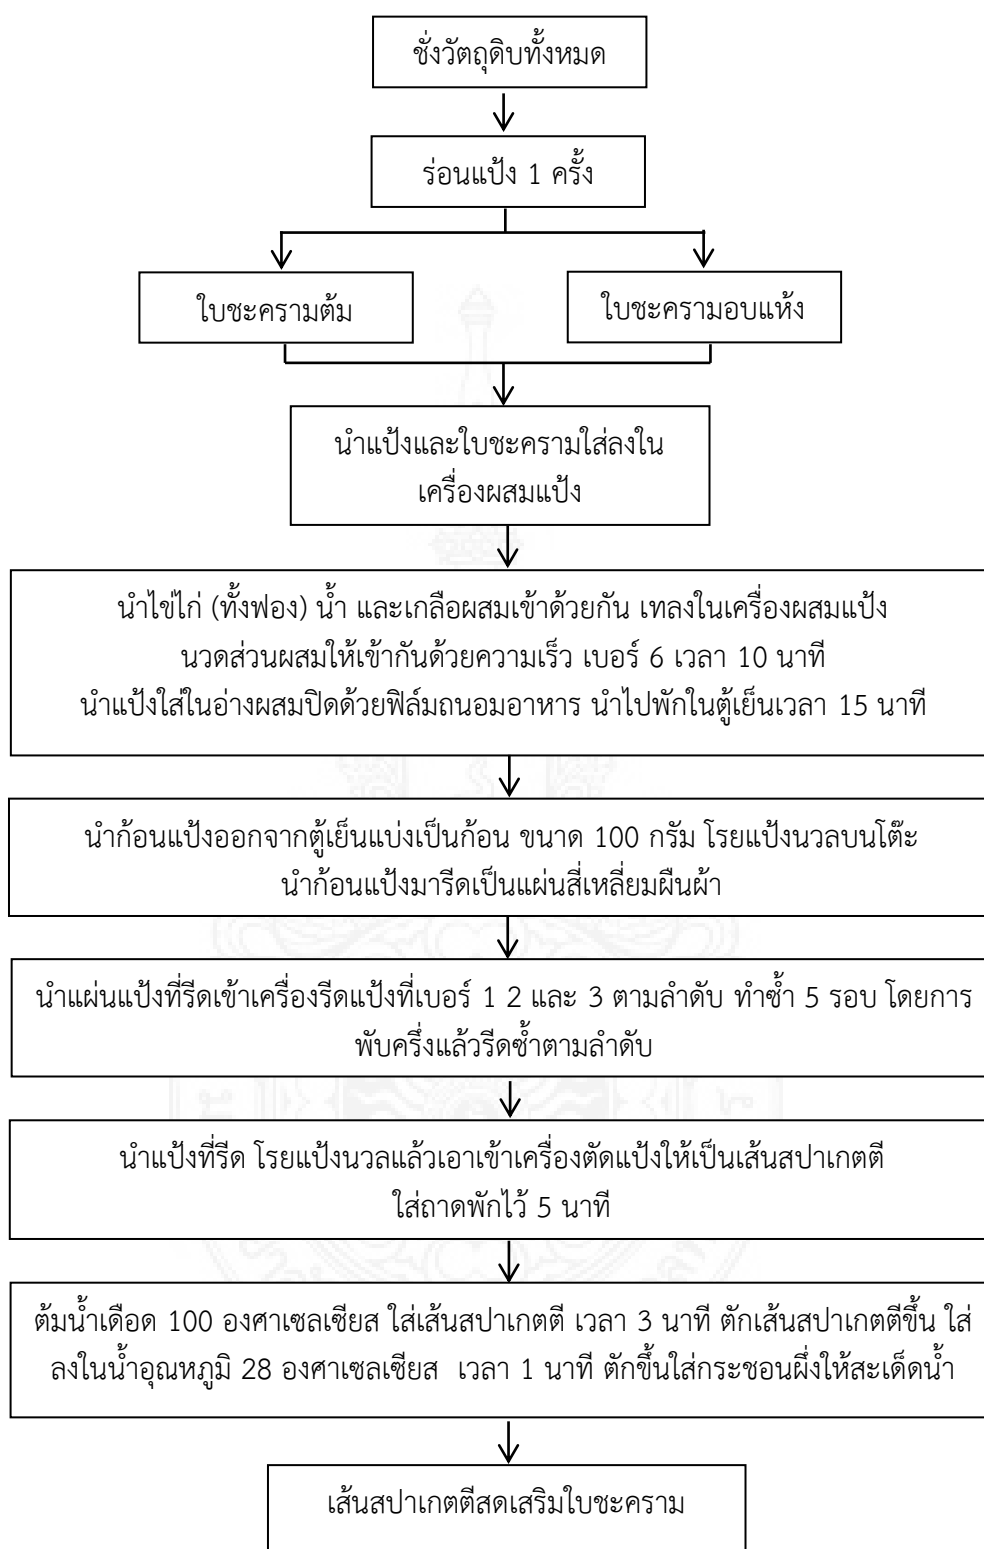 ชั่งวัตถุดิบทั้งหมด
ร่อนแป้ง 1 ครั้ง
ใบชะครามต้ม
ใบชะครามอบแห้ง
นำแป้งและใบชะครามใส่ลงใน
เครื่องผสมแป้ง
นำไข่ไก่ (ทั้งฟอง) น้ำ และเกลือผสมเข้าด้วยกัน เทลงในเครื่องผสมแป้ง
นวดส่วนผสมให้เข้ากันด้วยความเร็ว เบอร์ 6 เวลา 10 นาที
นำแป้งใส่ในอ่างผสมปิดด้วยฟิล์มถนอมอาหาร นำไปพักในตู้เย็นเวลา 15 นาที
นำก้อนแป้งออกจากตู้เย็นแบ่งเป็นก้อน ขนาด 100 กรัม โรยแป้งนวลบนโต๊ะ
นำก้อนแป้งมารีดเป็นแผ่นสี่เหลี่ยมผืนผ้า
นำแผ่นแป้งที่รีดเข้าเครื่องรีดแป้งที่เบอร์ 1 2 และ 3 ตามลำดับ ทำซ้ำ 5 รอบ โดยการ
พับครึ่งแล้วรีดซ้ำตามลำดับ
นำแป้งที่รีด โรยแป้งนวลแล้วเอาเข้าเครื่องตัดแป้งให้เป็นเส้นสปาเกตตี
ใส่ถาดพักไว้ 5 นาที
ต้มน้ำเดือด 100 องศาเซลเซียส ใส่เส้นสปาเกตตี เวลา 3 นาที ตักเส้นสปาเกตตีขึ้น ใส่
ลงในน้ำอุณหภูมิ 28 องศาเซลเซียส เวลา 1 นาที ตักขึ้นใส่กระชอนผึ่งให้สะเด็ดน้ำ
เส้นสปาเกตตีสดเสริมใบชะคราม